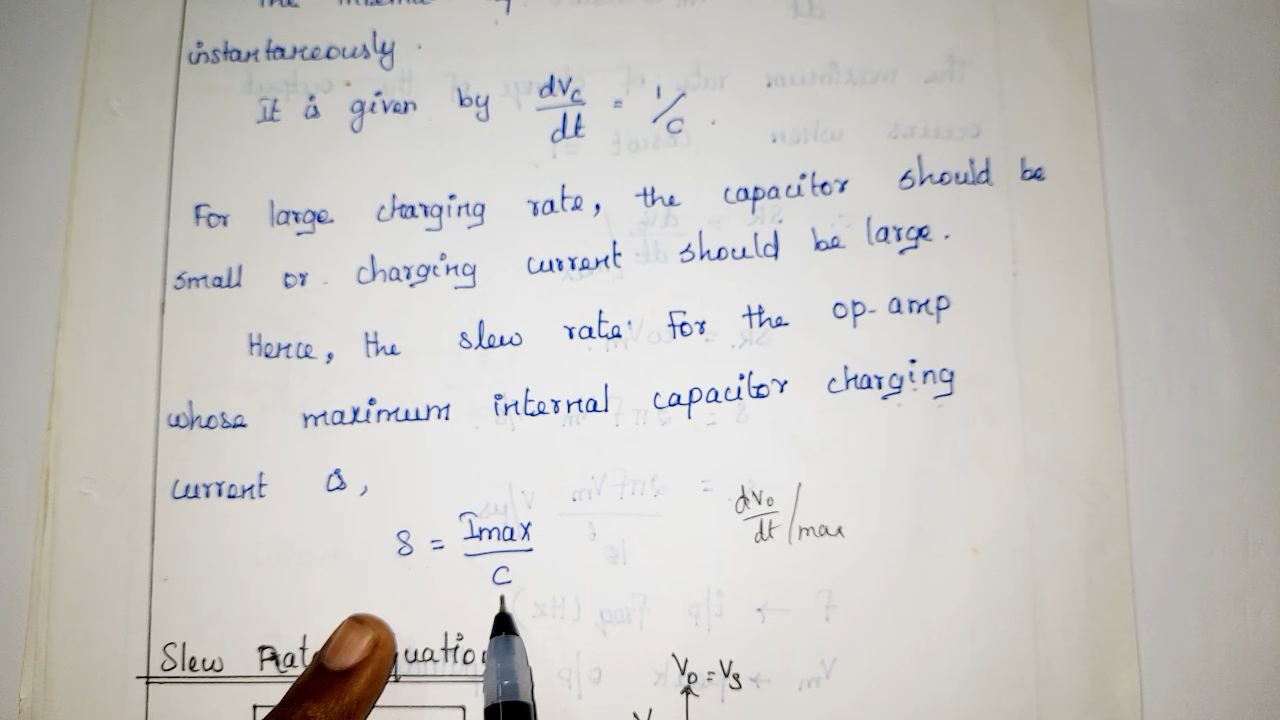 instantaneously.
It is given by dVc/dt = 1/C.
For large charging rate, the capacitor should be
small or charging current should be large.
Hence, the slew rate for the op-amp
whose maximum internal capacitor charging
current is,
S = Imax/C
dVo/dt /max
Slew Rate Equation
Vo = Vs